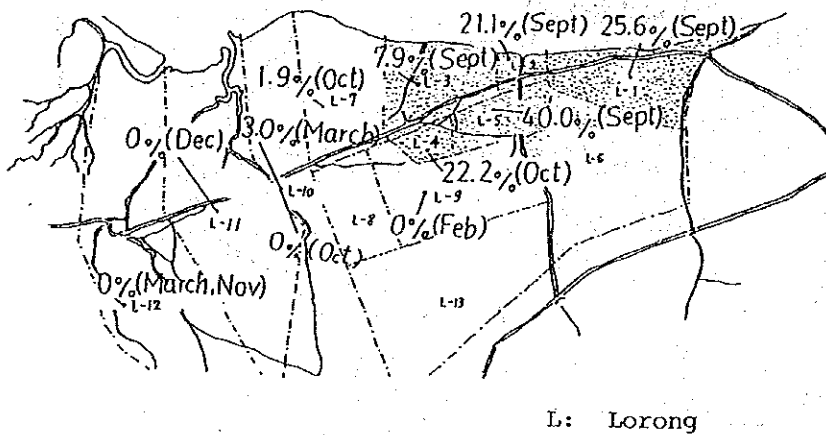 21.1%(Sept) 25.6%(Sept)
7.9%(Sept)
L-3
L-2
L-1
1.9%(Oct)
L-7
L-5
40.0%(Sept)
0%(Dec)
3.0%(March)
L-4
L-6
22.2%(Oct)
L-10
L-9
L-11
L-8
0%(Feb)
0%(Oct)
0%(March,Nov)
L-12
L-13
L: Lorong